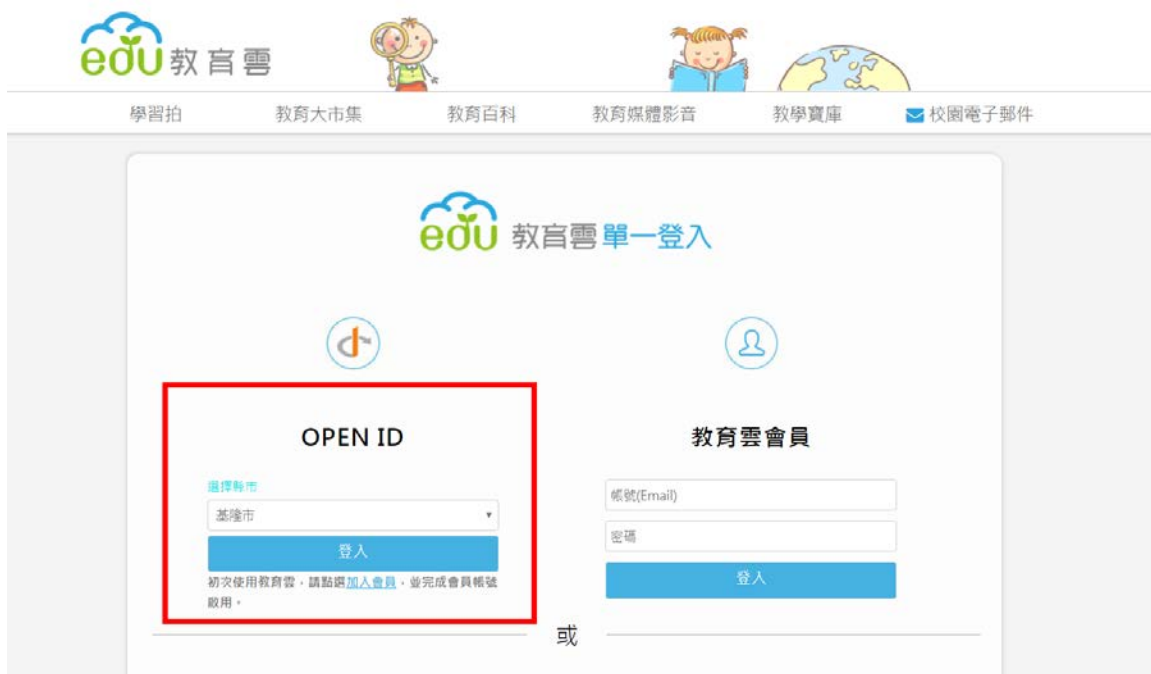 edu 教育雲
學習拍 教育大市集 教育百科 教育媒體影音 教學寶庫 校園電子郵件
edu 教育雲 單一登入
OPEN ID
選擇縣市
基隆市
登入
初次使用教育雲，請點選加入會員，並完成會員帳號
啟用。
教育雲會員
帳號(Email)
密碼
登入
或